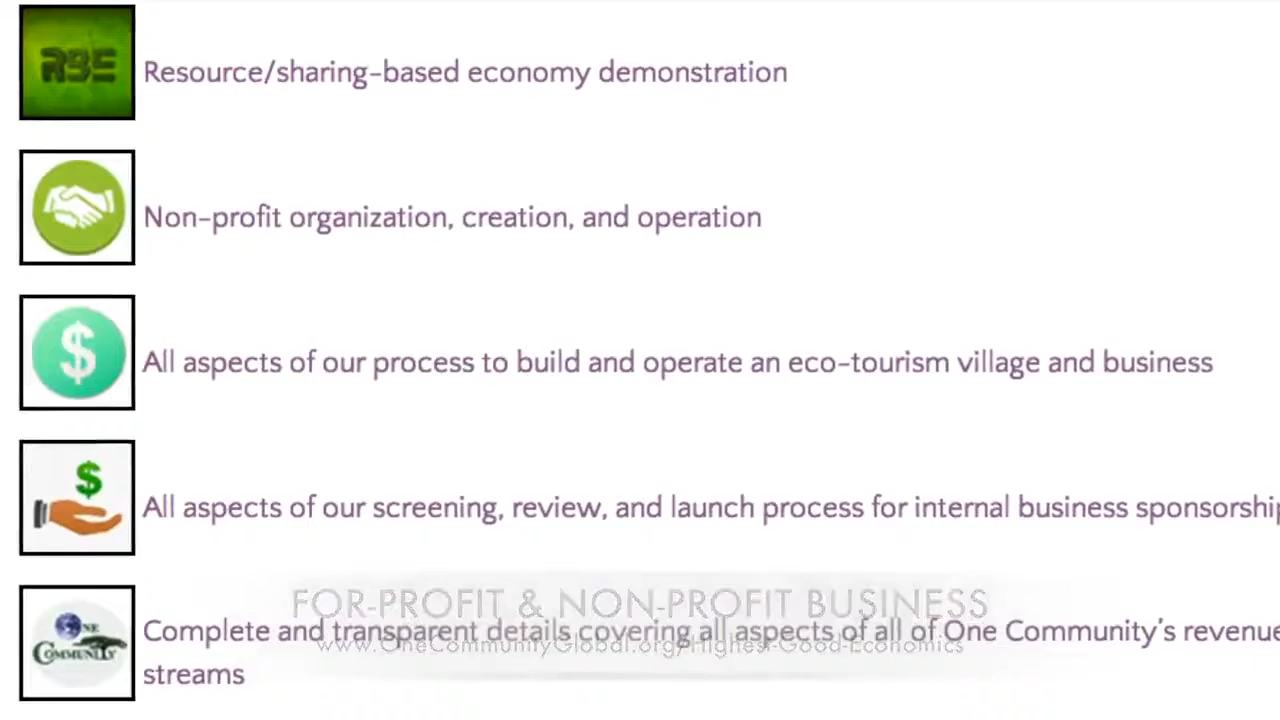 RBE
Resource/sharing-based economy demonstration
Non-profit organization, creation, and operation
$
All aspects of our process to build and operate an eco-tourism village and business
$
All aspects of our screening, review, and launch process for internal business sponsorship
FOR-PROFIT & NON-PROFIT BUSINESS
ONE
COMMUNITY
Complete and transparent details covering all aspects of all of One Community's revenue
www.OneCommunityGlobal.org/Highest-Good-Economics
streams